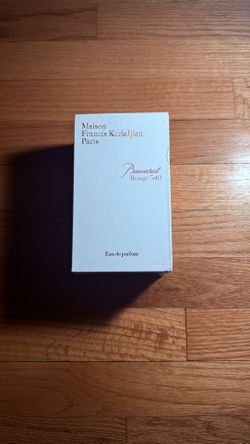 Maison
Francis Kurkdjian
Paris
Baccarat
Rouge 540
Eau de parfum